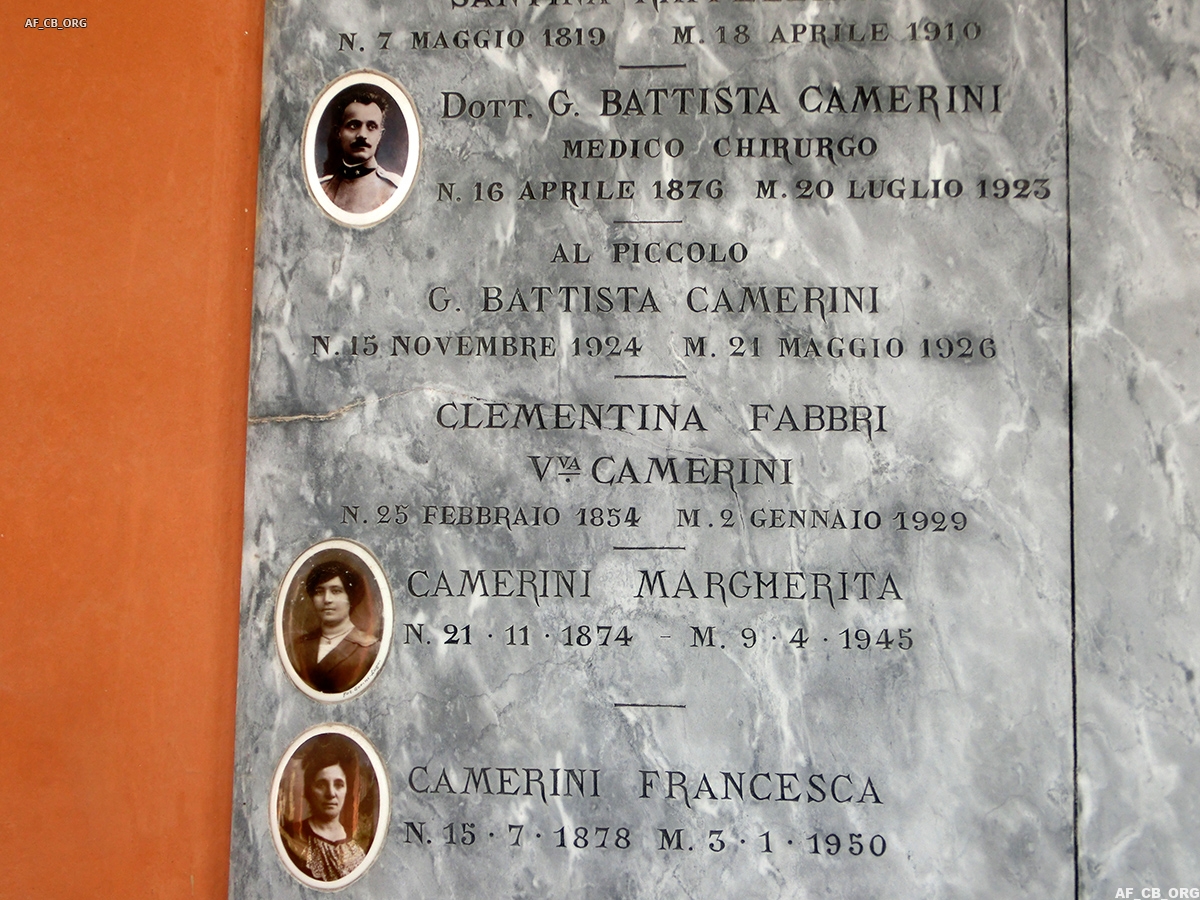 AF_CB_ORG
SANTINA
N. 7 MAGGIO 1819 M. 18 APRILE 1910
DOTT. G. BATTISTA CAMERINI
MEDICO CHIRURGO
N. 16 APRILE 1876 M. 20 LUGLIO 1923
AL PICCOLO
G. BATTISTA CAMERINI
N. 15 NOVEMBRE 1924 M. 21 MAGGIO 1926
CLEMENTINA FABBRI
VVA CAMERINI
N. 25 FEBBRAIO 1854 M. 2 GENNAIO 1929
CAMERINI MARGHERITA
N. 21 · 11 · 1874 - M. 9 · 4 · 1945
CAMERINI FRANCESCA
N. 15 · 7 · 1878 M. 3 · 1 · 1950
AF_CB_ORG